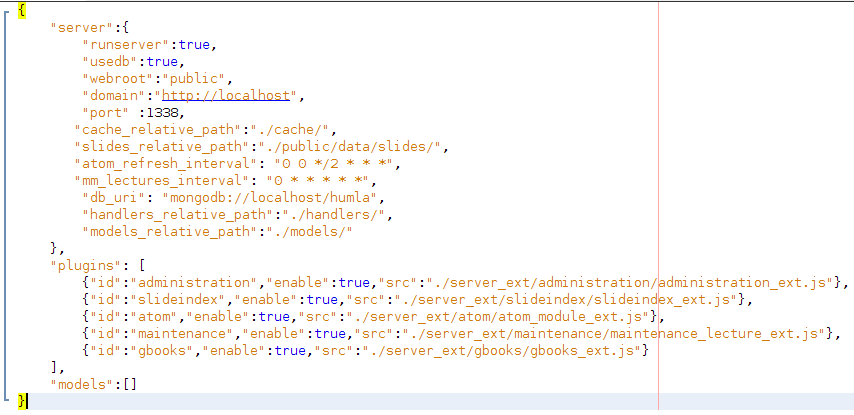 {
    "server":{
        "runserver":true,
        "usedb":true,
        "webroot":"public",
        "domain":"http://localhost",
        "port" :1338,
       "cache_relative_path":"./cache/",
       "slides_relative_path":"./public/data/slides/",
       "atom_refresh_interval": "0 0 */2 * * *",
       "mm_lectures_interval": "0 * * * * *",
        "db_uri": "mongodb://localhost/humla",
        "handlers_relative_path":"./handlers/",
        "models_relative_path":"./models/"
    },
    "plugins": [
        {"id":"administration","enable":true,"src":"./server_ext/administration/administration_ext.js"},
        {"id":"slideindex","enable":true,"src":"./server_ext/slideindex/slideindex_ext.js"},
        {"id":"atom","enable":true,"src":"./server_ext/atom/atom_module_ext.js"},
        {"id":"maintenance","enable":true,"src":"./server_ext/maintenance/maintenance_lecture_ext.js"},
        {"id":"gbooks","enable":true,"src":"./server_ext/gbooks/gbooks_ext.js"}
    ],
    "models":[]
}